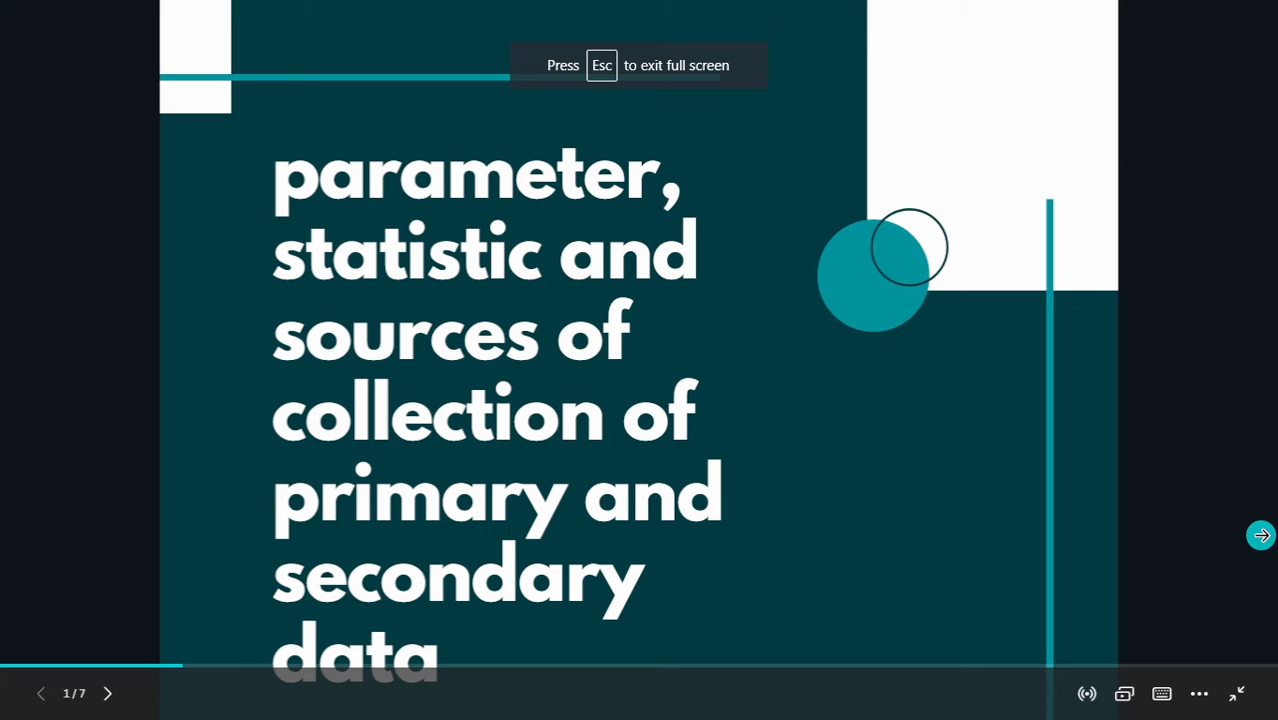 Press Esc to exit full screen
parameter,
statistic and
sources of
collection of
primary and
secondary
data
1/7